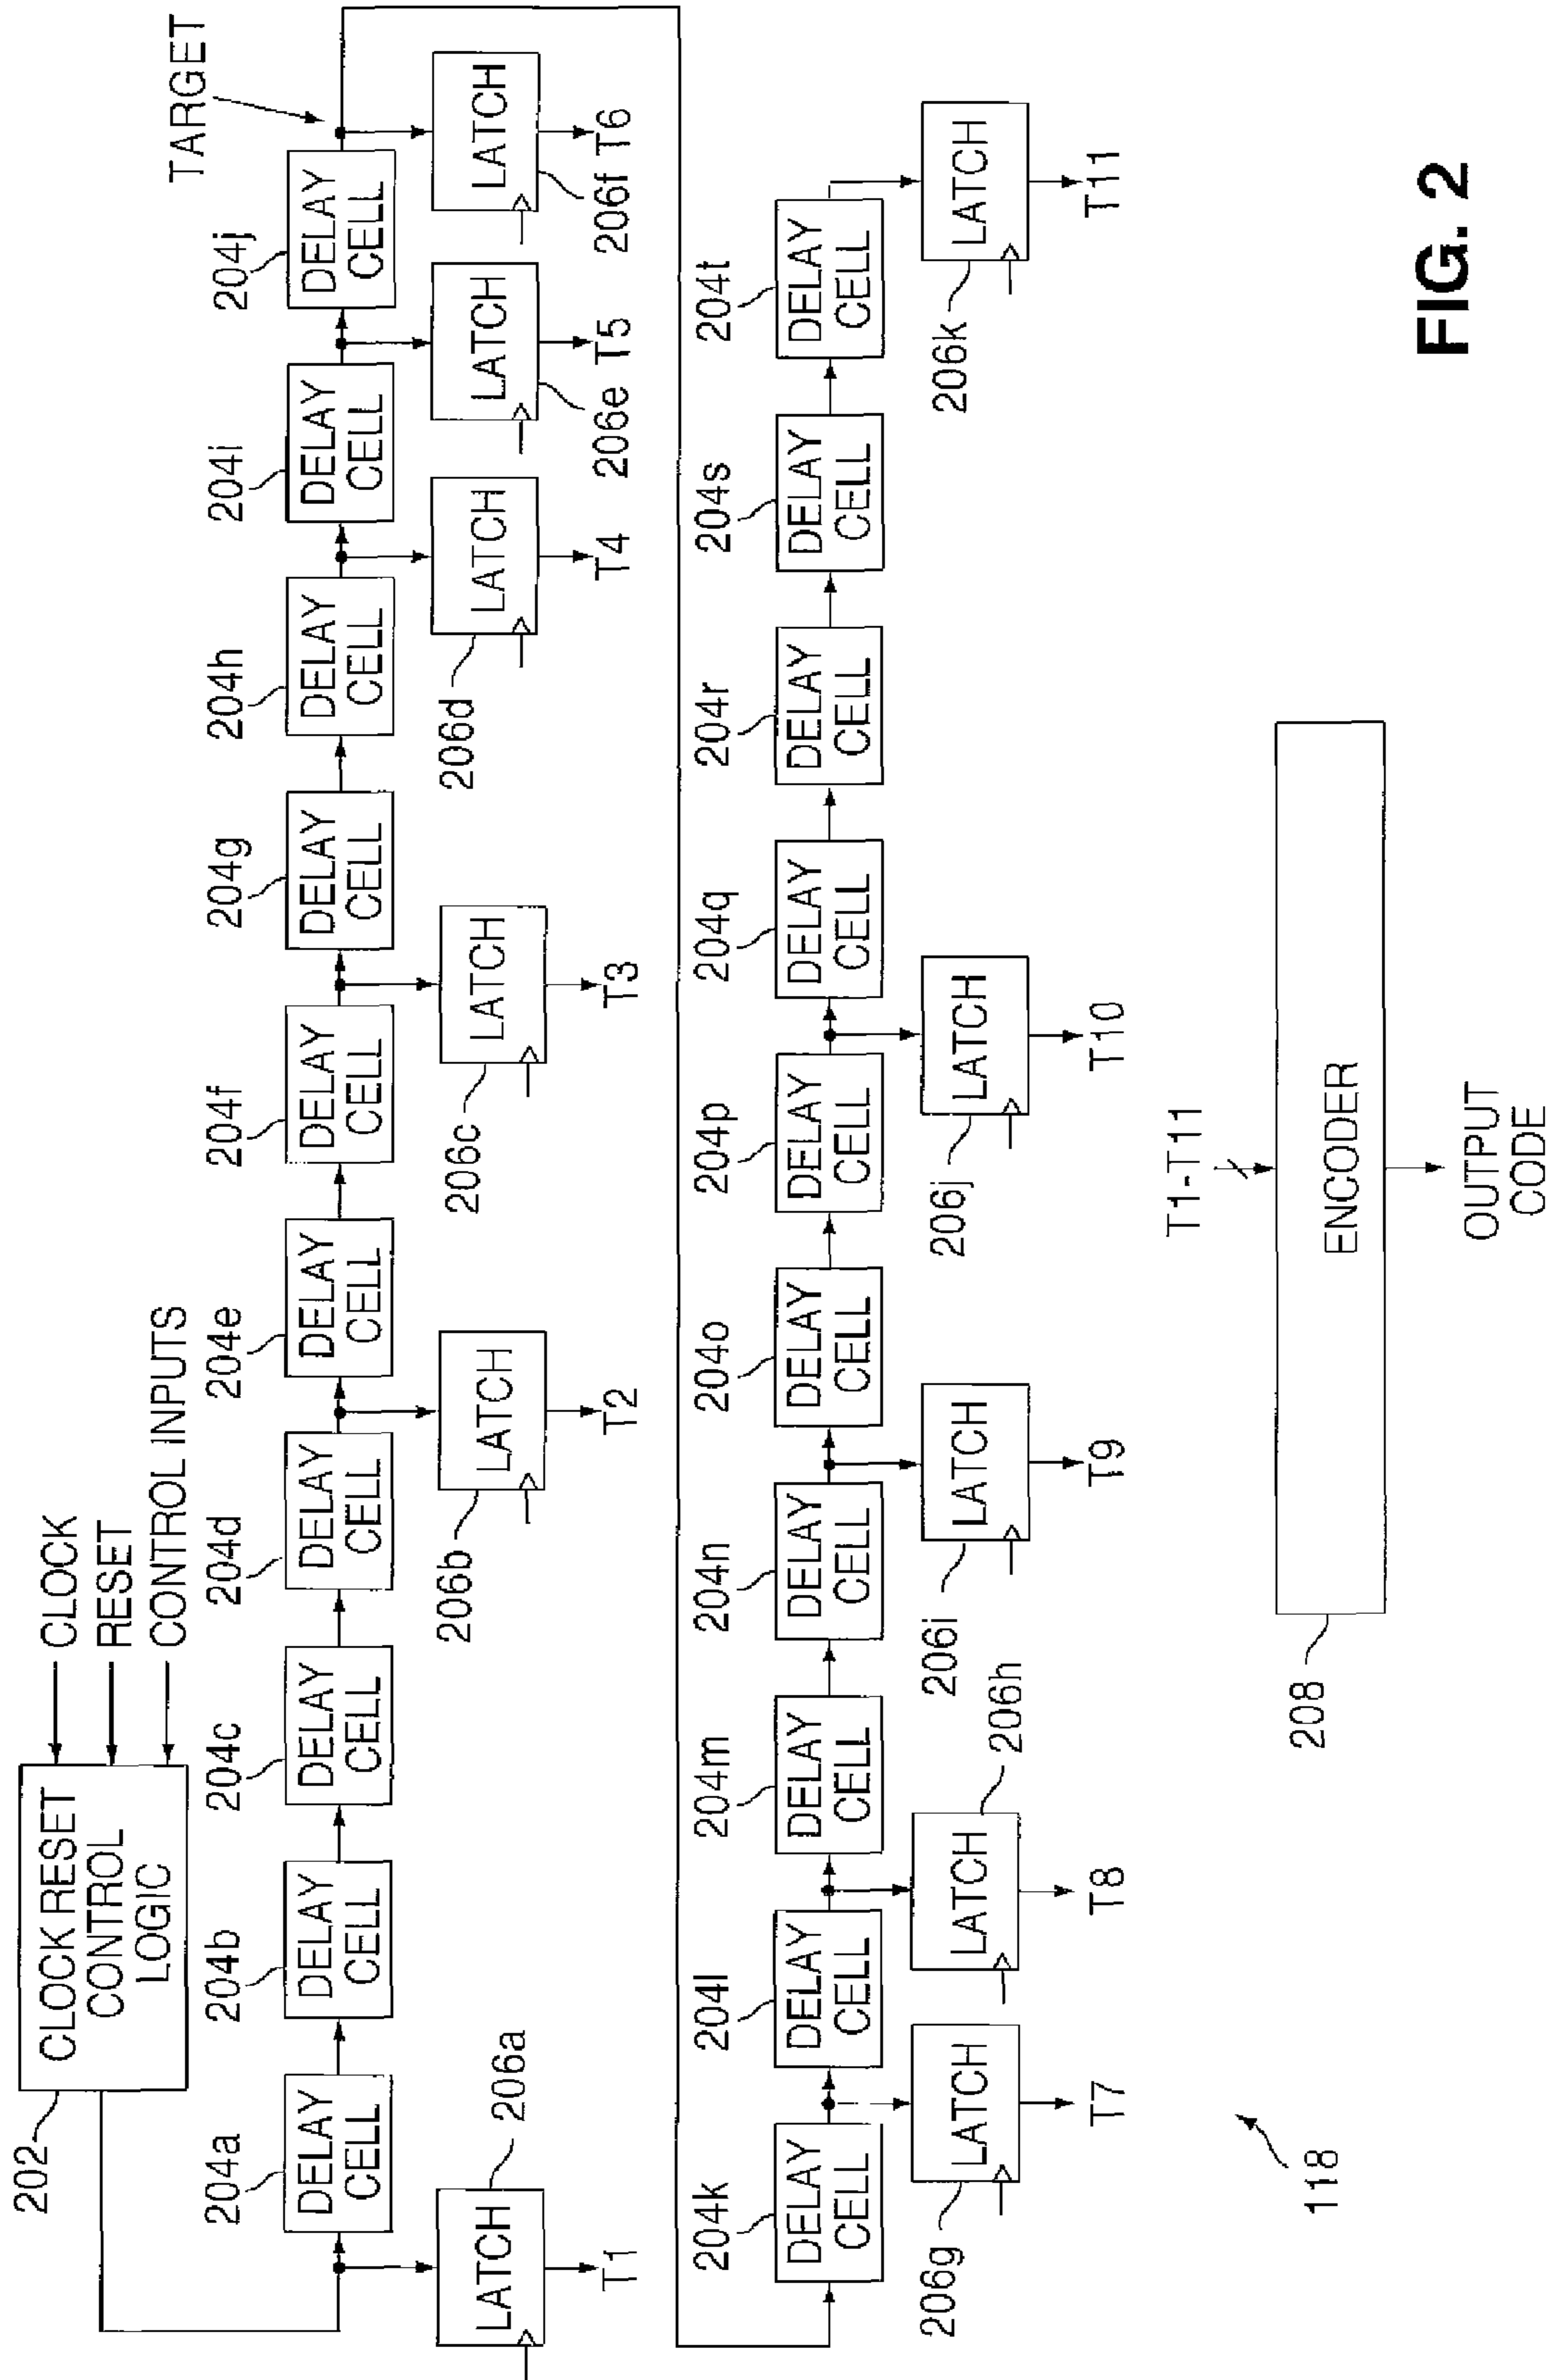 202
CLOCK RESET
CONTROL
LOGIC
CLOCK
RESET
CONTROL INPUTS
TARGET
204a
204b
204c
204d
204e
204f
204g
204h
204i
204j
DELAY
CELL
DELAY
CELL
DELAY
CELL
DELAY
CELL
DELAY
CELL
DELAY
CELL
DELAY
CELL
DELAY
CELL
DELAY
CELL
DELAY
CELL
LATCH
206a
T1
LATCH
206b
T2
LATCH
206c
T3
LATCH
206d
T4
LATCH
206e
T5
LATCH
206f
T6
204k
204l
204m
204n
204o
204p
204q
204r
204s
204t
DELAY
CELL
DELAY
CELL
DELAY
CELL
DELAY
CELL
DELAY
CELL
DELAY
CELL
DELAY
CELL
DELAY
CELL
DELAY
CELL
DELAY
CELL
LATCH
206g
T7
LATCH
206h
T8
LATCH
206i
T9
LATCH
206j
T10
LATCH
206k
T11
118
T1-T11
208
ENCODER
OUTPUT
CODE
FIG. 2